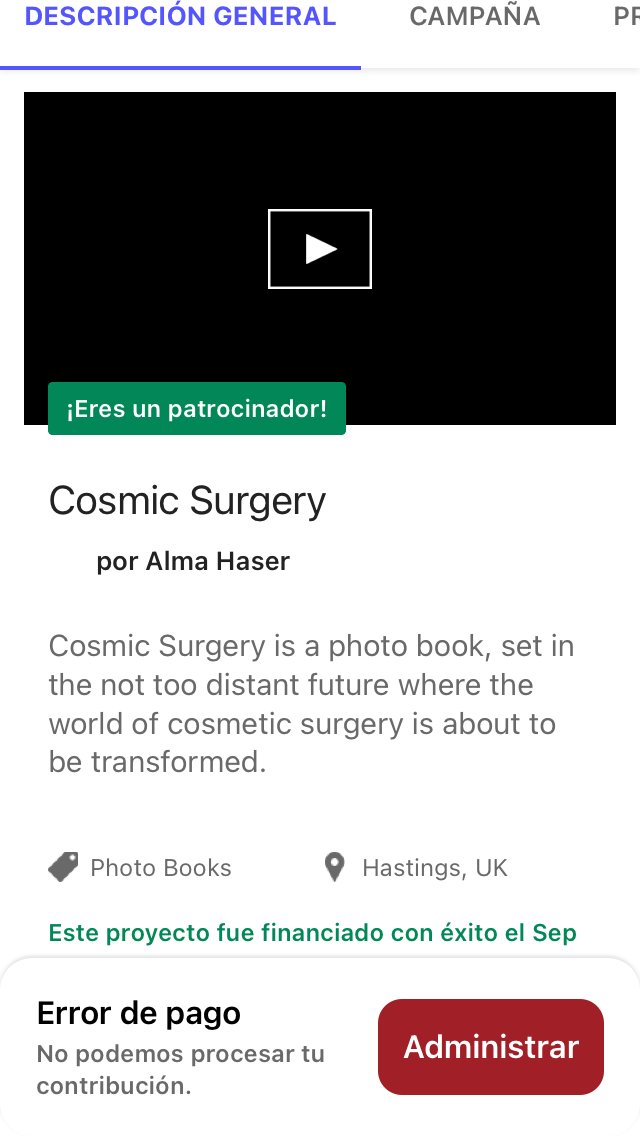 DESCRIPCIÓN GENERAL CAMPAÑA
¡Eres un patrocinador!
Cosmic Surgery
por Alma Haser
Cosmic Surgery is a photo book, set in
the not too distant future where the
world of cosmetic surgery is about to
be transformed.
Photo Books Hastings, UK
Este proyecto fue financiado con éxito el Sep
Error de pago
No podemos procesar tu
contribución.
Administrar